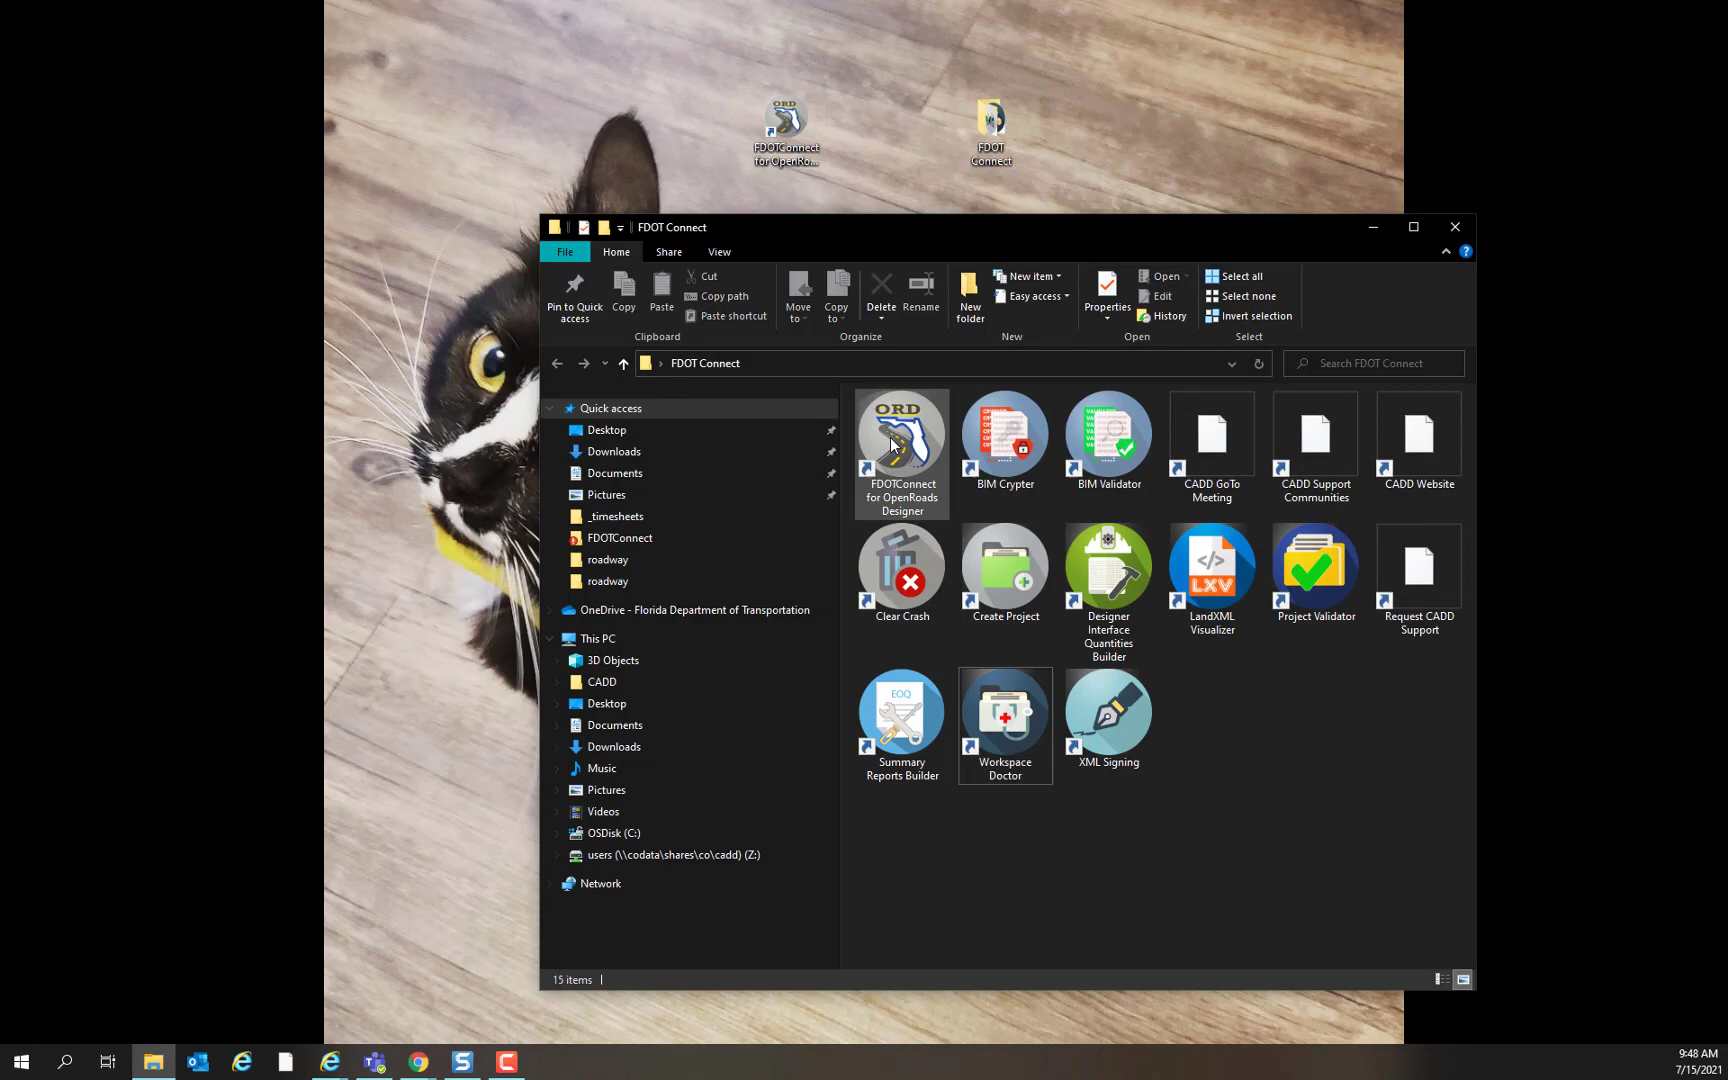 ORD
FDOTConnect
for OpenRo...
FDOT
Connect
FDOT Connect
File
Home
Share
View
Pin to Quick
access
Copy
Paste
Cut
Copy path
Paste shortcut
Clipboard
Move
to
Copy
to
Delete
Rename
Organize
New
folder
New item
Easy access
New
Properties
Open
Edit
History
Open
Select all
Select none
Invert selection
Select
FDOT Connect
Search FDOT Connect
Quick access
Desktop
Downloads
Documents
Pictures
_timesheets
FDOTConnect
roadway
roadway
OneDrive - Florida Department of Transportation
This PC
3D Objects
CADD
Desktop
Documents
Downloads
Music
Pictures
Videos
OSDisk (C:)
users (\\codata\shares\co\cadd) (Z:)
Network
ORD
FDOTConnect
for OpenRoads
Designer
BIM Crypter
BIM Validator
CADD GoTo
Meeting
CADD Support
Communities
CADD Website
Clear Crash
Create Project
Designer
Interface
Quantities
Builder
</>
LXV
LandXML
Visualizer
Project Validator
Request CADD
Support
EOQ
Summary
Reports Builder
Workspace
Doctor
XML Signing
15 items
9:48 AM
7/15/2021